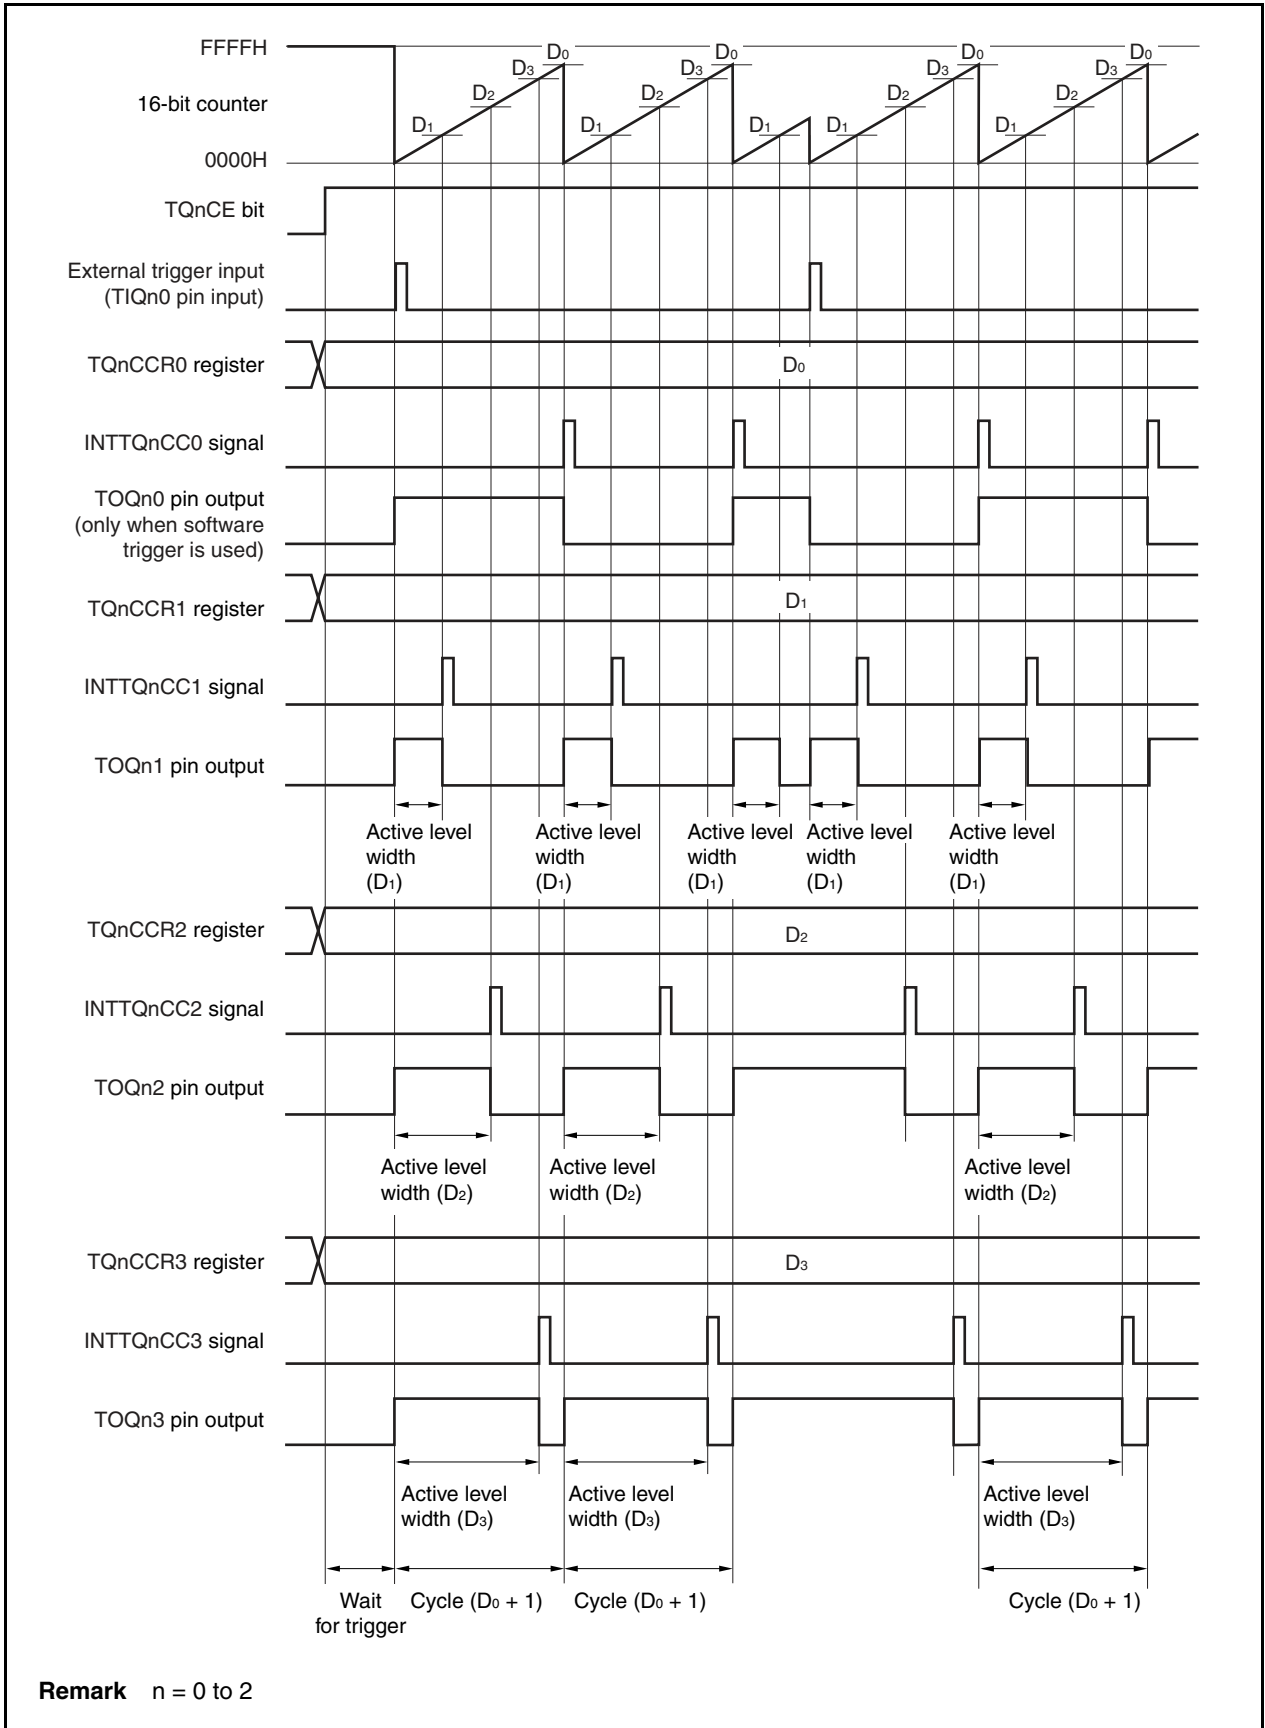 FFFFH
D0 D0 D0 D0
D3 D3 D3 D3
D2 D2 D2 D2
16-bit counter
D1 D1 D1 D1 D1
0000H
TQnCE bit
External trigger input
(TIQn0 pin input)
TQnCCR0 register
D0
INTTQnCC0 signal
TOQn0 pin output
(only when software
trigger is used)
TQnCCR1 register
D1
INTTQnCC1 signal
TOQn1 pin output
Active level
width
(D1)
Active level
width
(D1)
Active level
width
(D1)
Active level
width
(D1)
Active level
width
(D1)
TQnCCR2 register
D2
INTTQnCC2 signal
TOQn2 pin output
Active level
width (D2)
Active level
width (D2)
Active level
width (D2)
TQnCCR3 register
D3
INTTQnCC3 signal
TOQn3 pin output
Active level
width (D3)
Active level
width (D3)
Active level
width (D3)
Wait
for trigger
Cycle (D0 + 1)
Cycle (D0 + 1)
Cycle (D0 + 1)
Remark n = 0 to 2